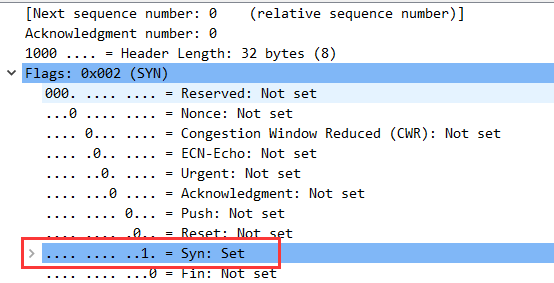 [Next sequence number: 0    (relative sequence number)]
Acknowledgment number: 0
1000 .... = Header Length: 32 bytes (8)
Flags: 0x002 (SYN)
000. .... .... = Reserved: Not set
...0 .... .... = Nonce: Not set
.... 0... .... = Congestion Window Reduced (CWR): Not set
.... .0.. .... = ECN-Echo: Not set
.... ..0. .... = Urgent: Not set
.... ...0 .... = Acknowledgment: Not set
.... .... 0... = Push: Not set
.... .... .0.. = Reset: Not set
.... .... ..1. = Syn: Set
.... .... ...0 = Fin: Not set